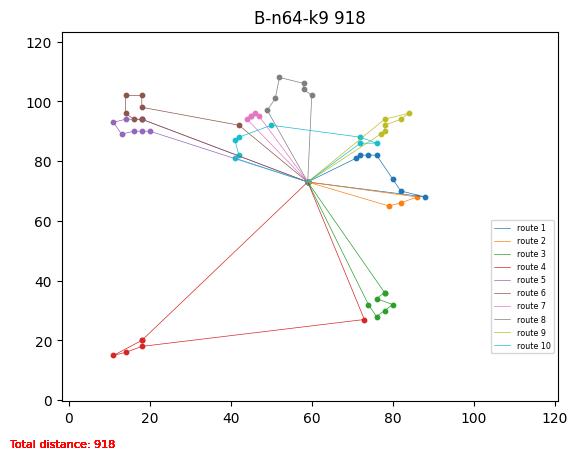 B-n64-k9 918
120
100
80
60
40
20
0
0 20 40 60 80 100 120
route 1
route 2
route 3
route 4
route 5
route 6
route 7
route 8
route 9
route 10
Total distance: 918